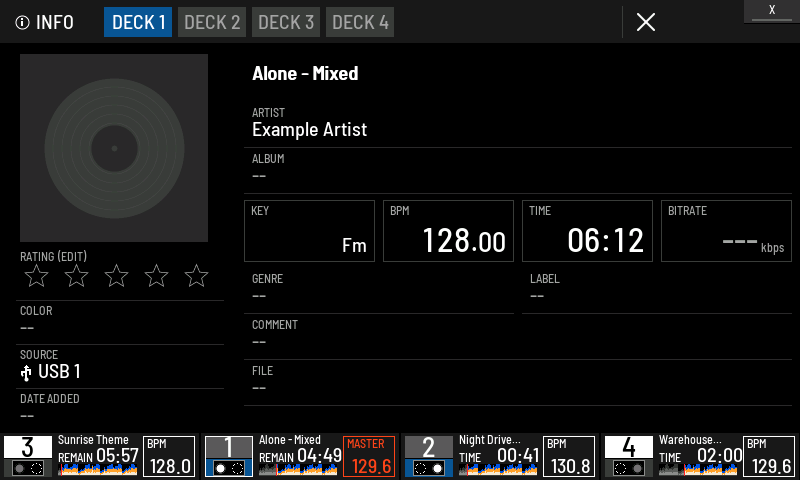 INFO DECK 1 DECK 2 DECK 3 DECK 4 X
Alone - Mixed
ARTIST
Example Artist
ALBUM
--
KEY BPM TIME BITRATE
Fm 128.00 06:12 --- kbps
RATING (EDIT)
GENRE LABEL
-- --
COLOR
--
COMMENT
--
SOURCE
USB 1
FILE
--
DATE ADDED
--
3 Sunrise Theme BPM
REMAIN 05:57 128.0
1 Alone - Mixed MASTER
REMAIN 04:49 129.6
2 Night Drive... BPM
TIME 00:41 130.8
4 Warehouse... BPM
TIME 02:00 129.6